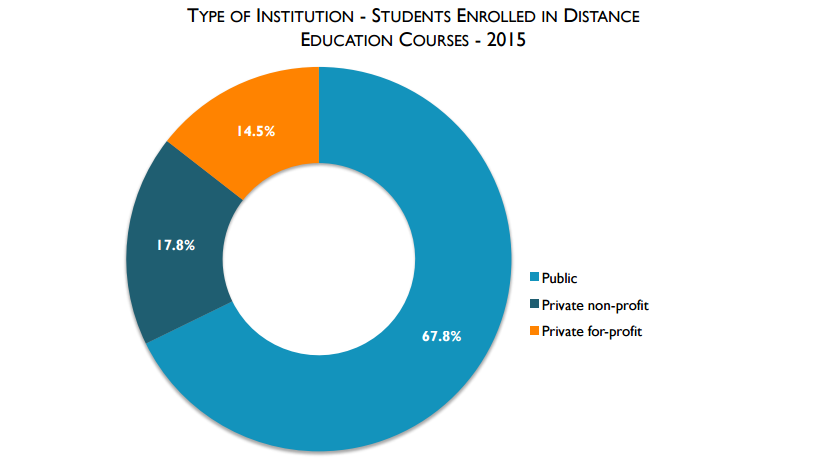 TYPE OF INSTITUTION - STUDENTS ENROLLED IN DISTANCE
EDUCATION COURSES - 2015
14.5%
17.8%
67.8%
Public
Private non-profit
Private for-profit